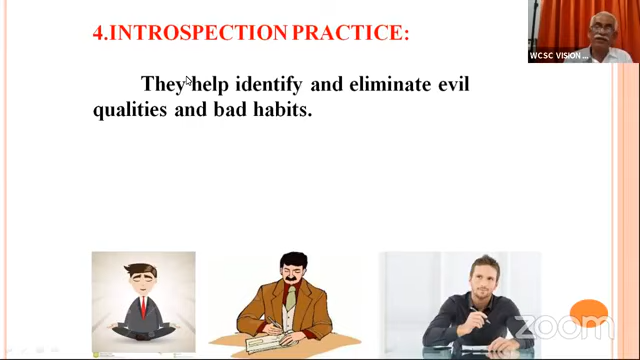 4.INTROSPECTION PRACTICE:
WCSC VISION ...
They help identify and eliminate evil
qualities and bad habits.
zoom